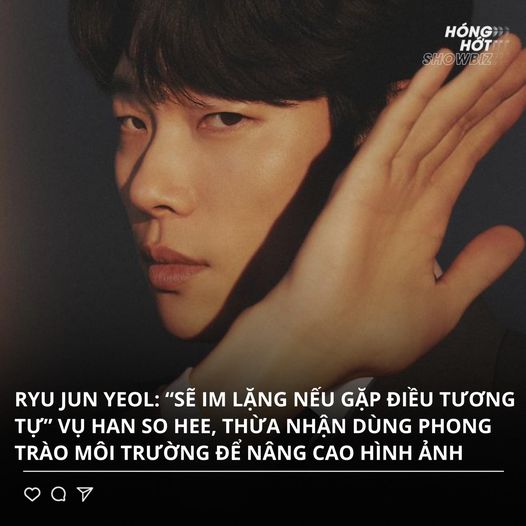 HÓNG
HỚT
SHOWBIZ
RYU JUN YEOL: “SẼ IM LẶNG NẾU GẶP ĐIỀU TƯƠNG
TỰ” VỤ HAN SO HEE, THỪA NHẬN DÙNG PHONG
TRÀO MÔI TRƯỜNG ĐỂ NÂNG CAO HÌNH ẢNH